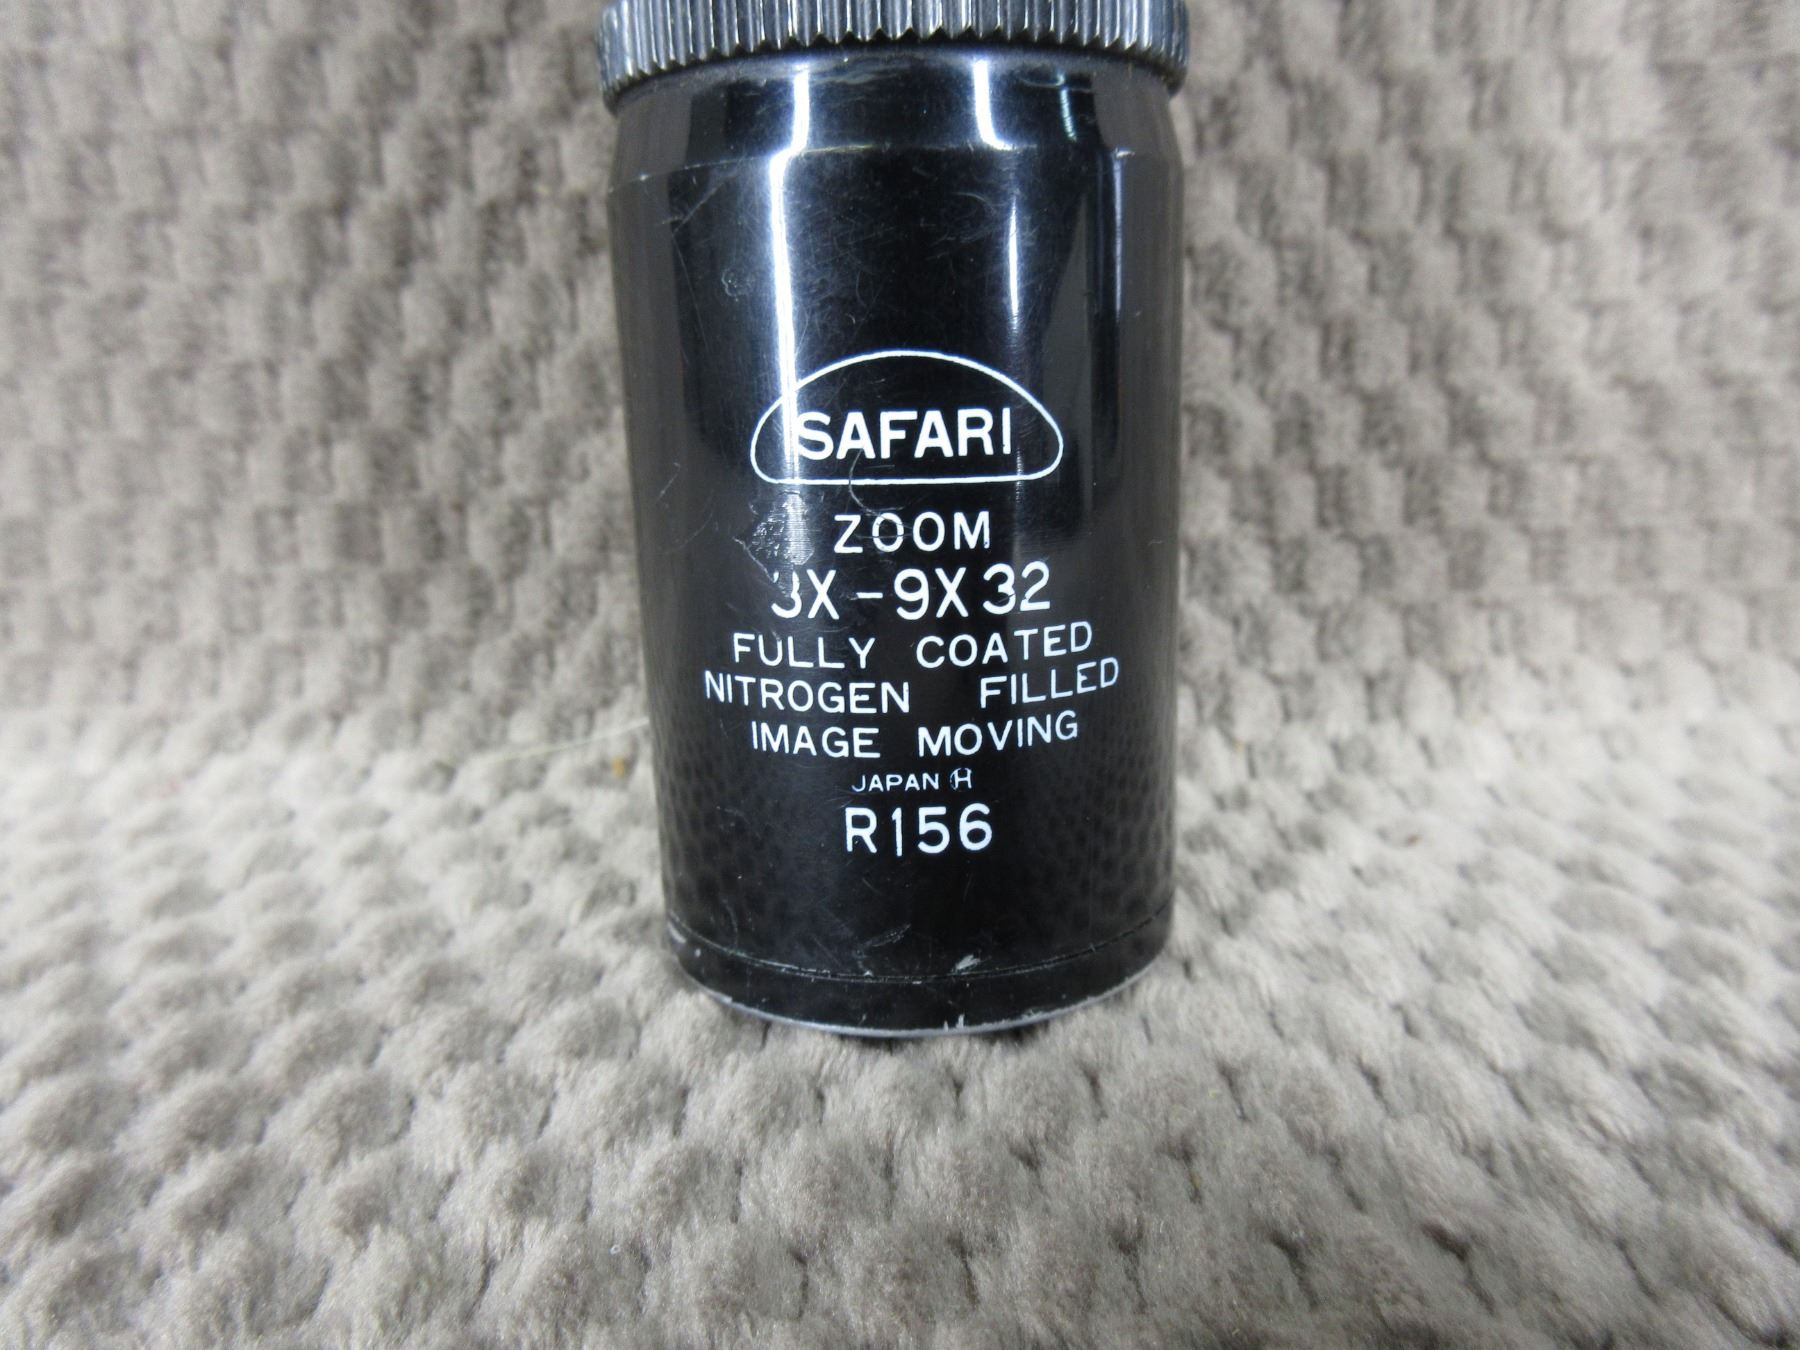 SAFARI
ZOOM
3X-9X32
FULLY COATED
NITROGEN FILLED
IMAGE MOVING
JAPAN Ⓗ
R156